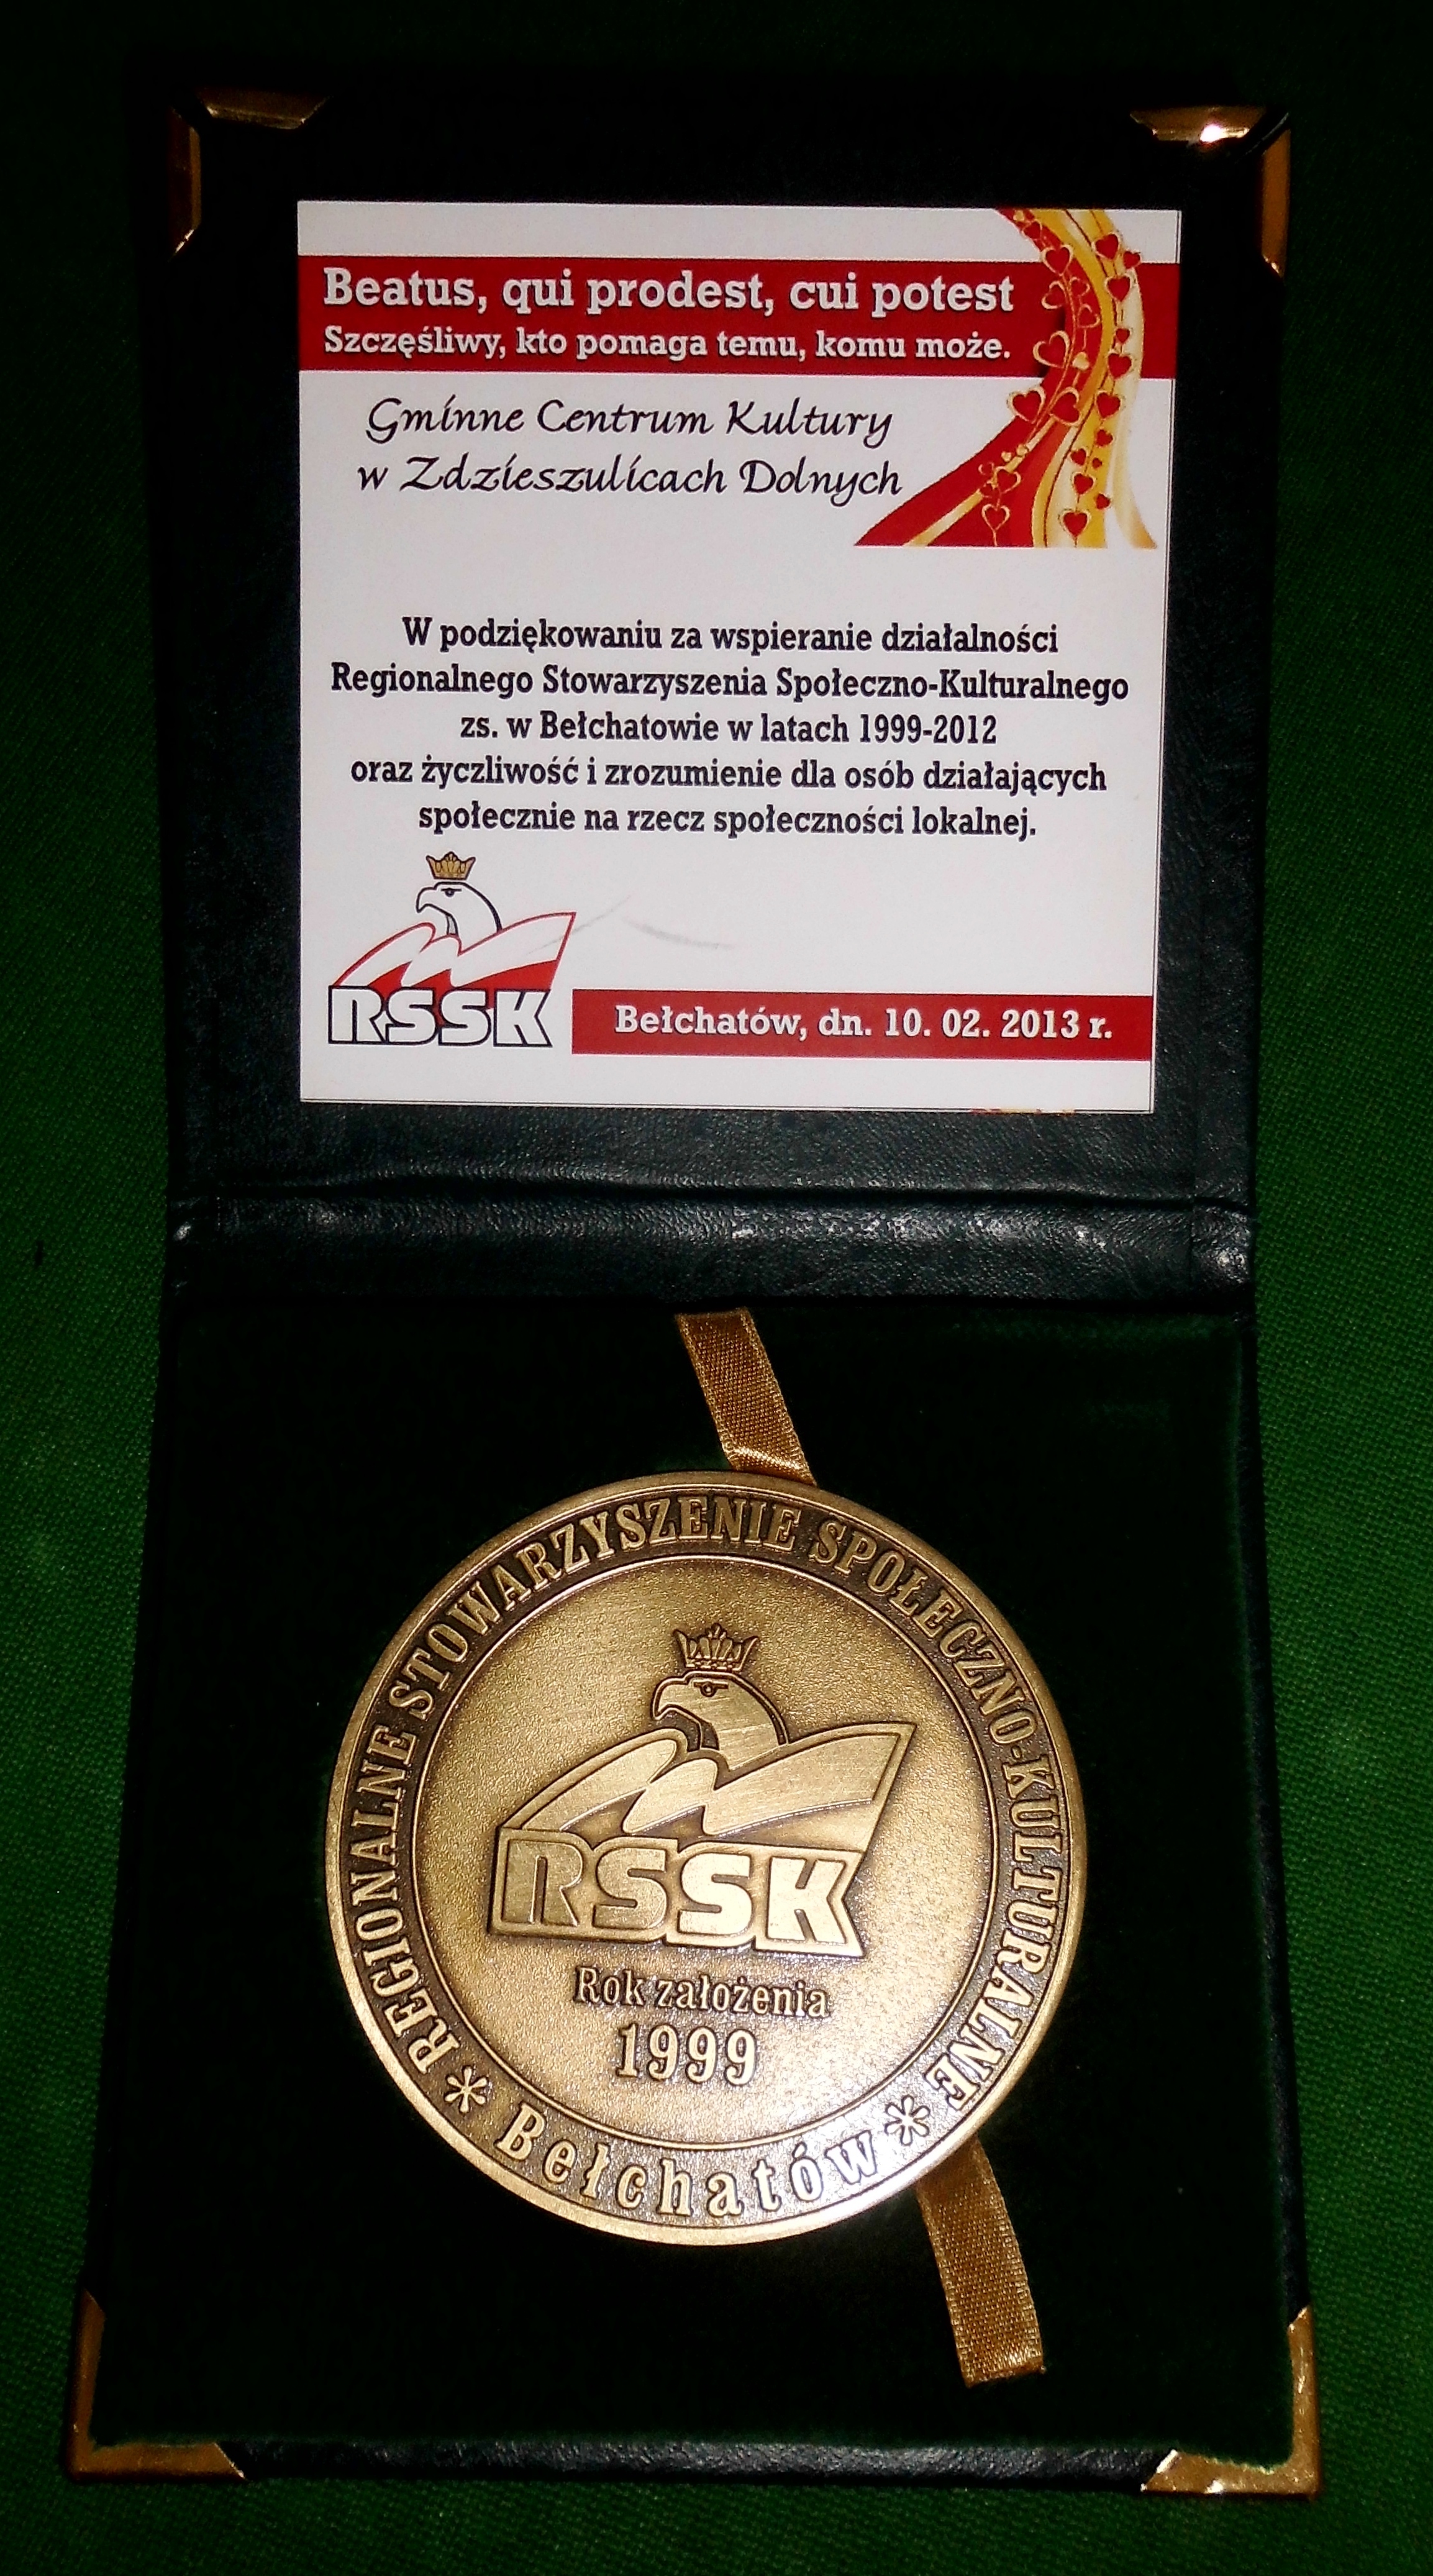 Beatus, qui prodest, cui potest
Szczęśliwy, kto pomaga temu, komu może.
Gminne Centrum Kultury
w Zdzieszulicach Dolnych
W podziękowaniu za wspieranie działalności
Regionalnego Stowarzyszenia Społeczno-Kulturalnego
zs. w Bełchatowie w latach 1999-2012
oraz życzliwość i zrozumienie dla osób działających
społecznie na rzecz społeczności lokalnej.
RSSK
Bełchatów, dn. 10. 02. 2013 r.
REGIONALNE STOWARZYSZENIE SPOŁECZNO-KULTURALNE
RSSK
Rok założenia
1999
* Bełchatów *